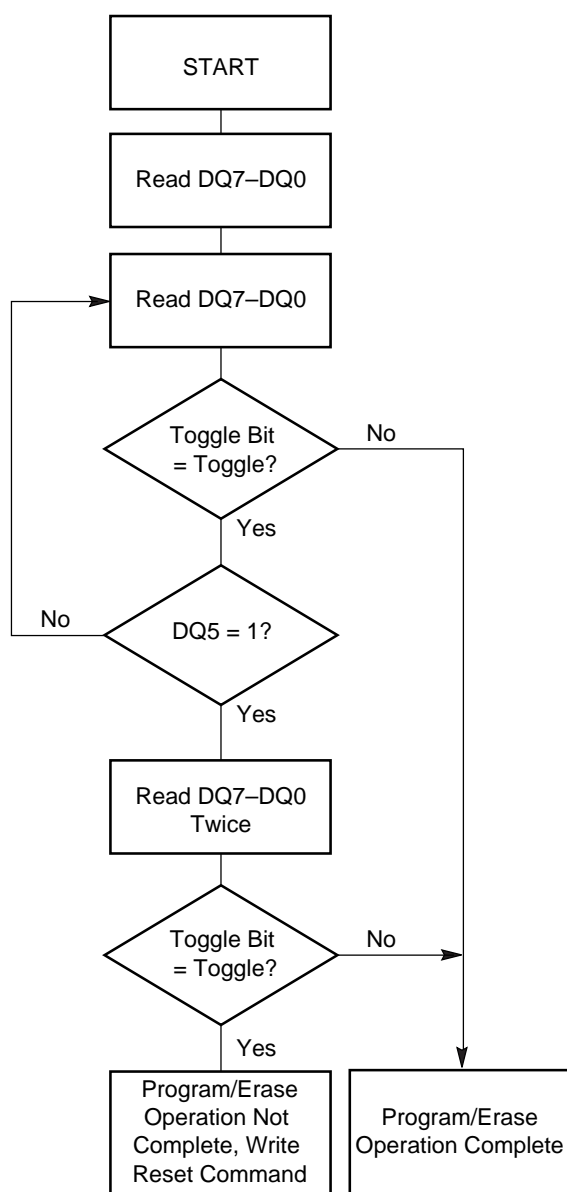 START
Read DQ7–DQ0
Read DQ7–DQ0
Toggle Bit
= Toggle?
No
Yes
No
DQ5 = 1?
Yes
Read DQ7–DQ0
Twice
Toggle Bit
= Toggle?
No
Yes
Program/Erase
Operation Not
Complete, Write
Reset Command
Program/Erase
Operation Complete